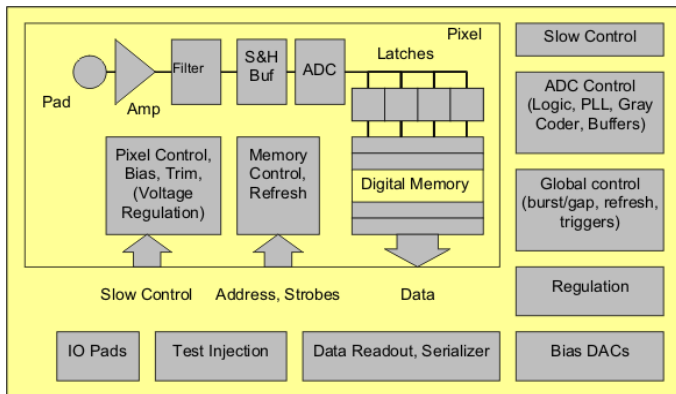 Pixel
Slow Control
Pad
Amp
Filter
S&H
Buf
ADC
Latches
ADC Control
(Logic, PLL, Gray
Coder, Buffers)
Pixel Control,
Bias, Trim,
(Voltage
Regulation)
Memory
Control,
Refresh
Digital Memory
Global control
(burst/gap, refresh,
triggers)
Slow Control
Address, Strobes
Data
Regulation
IO Pads
Test Injection
Data Readout, Serializer
Bias DACs